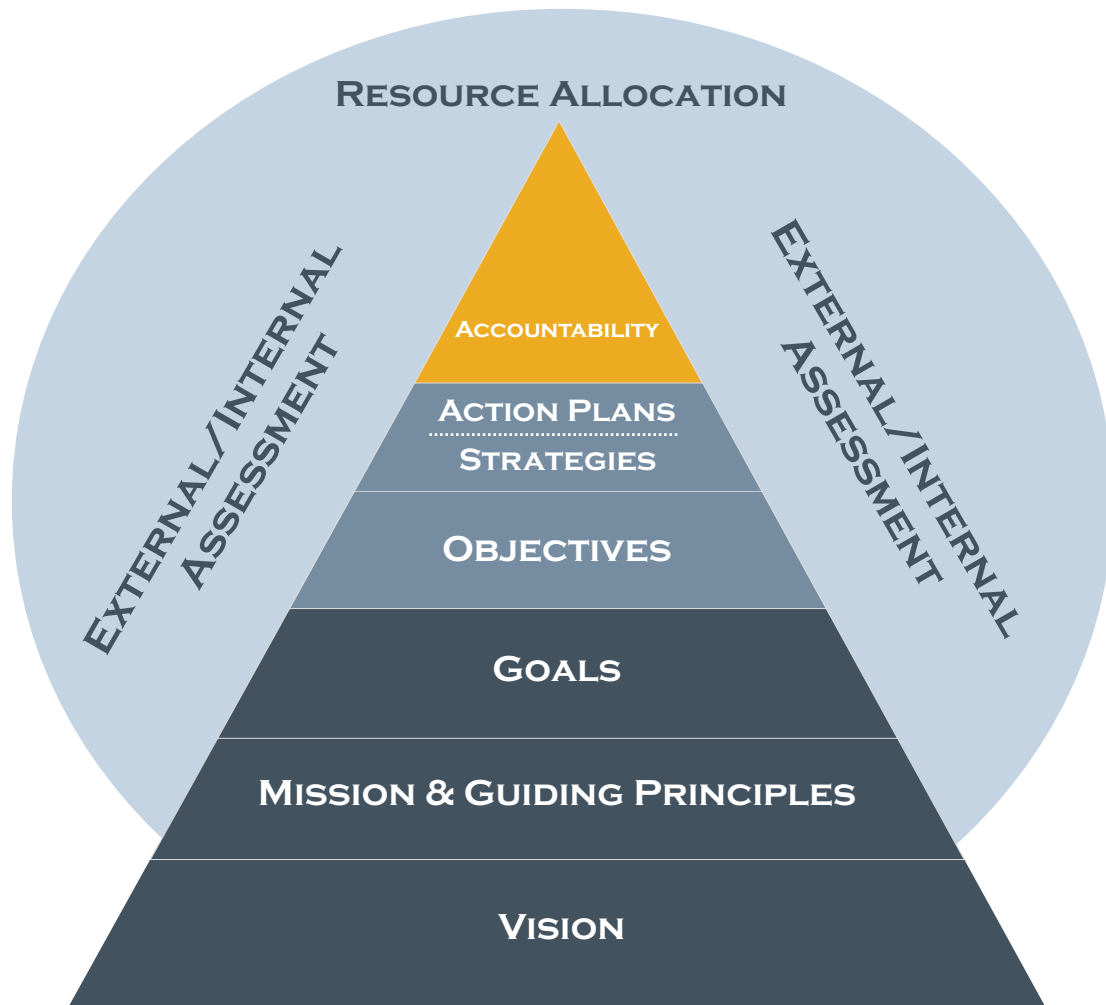 Resource Allocation
External/Internal
Assessment
External/Internal
Assessment
Accountability
Action Plans
Strategies
Objectives
Goals
Mission & Guiding Principles
Vision